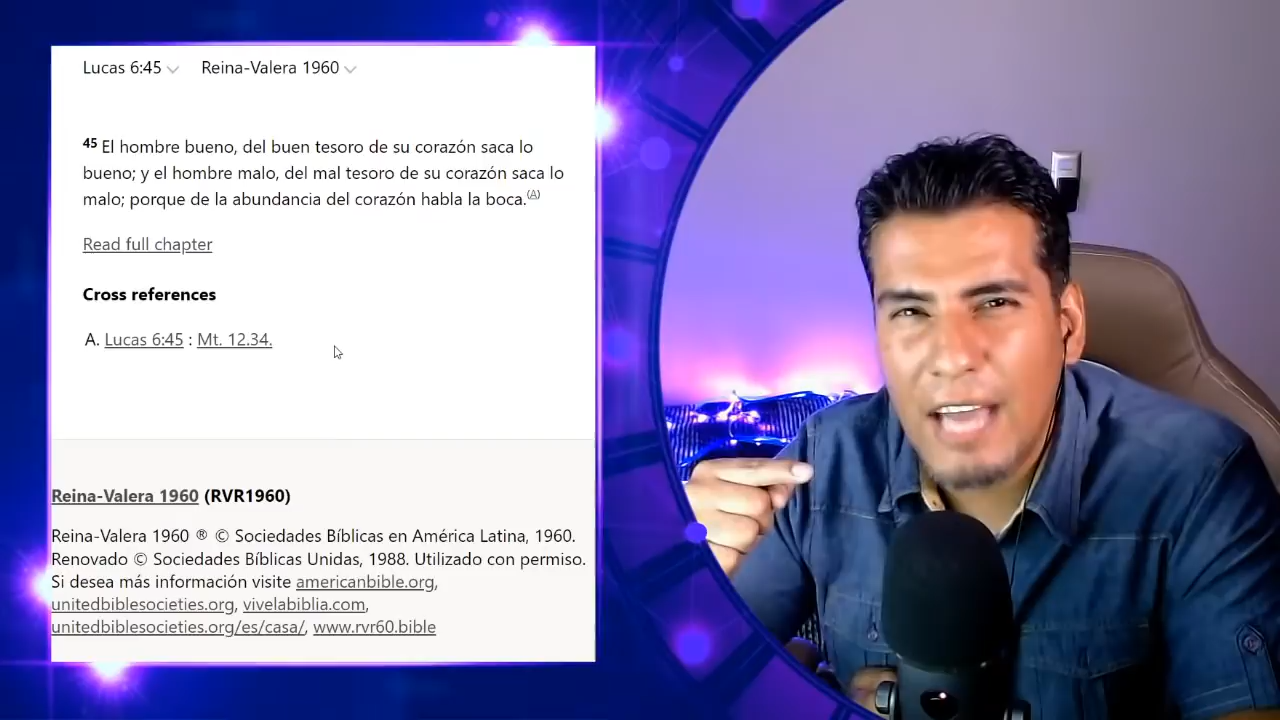 Lucas 6:45 Reina-Valera 1960
45 El hombre bueno, del buen tesoro de su corazón saca lo
bueno; y el hombre malo, del mal tesoro de su corazón saca lo
malo; porque de la abundancia del corazón habla la boca.(A)
Read full chapter
Cross references
A. Lucas 6:45 : Mt. 12.34.
Reina-Valera 1960 (RVR1960)
Reina-Valera 1960 ® © Sociedades Bíblicas en América Latina, 1960.
Renovado © Sociedades Bíblicas Unidas, 1988. Utilizado con permiso.
Si desea más información visite americanbible.org,
unitedbiblesocieties.org, vivelabiblia.com,
unitedbiblesocieties.org/es/casa/, www.rvr60.bible